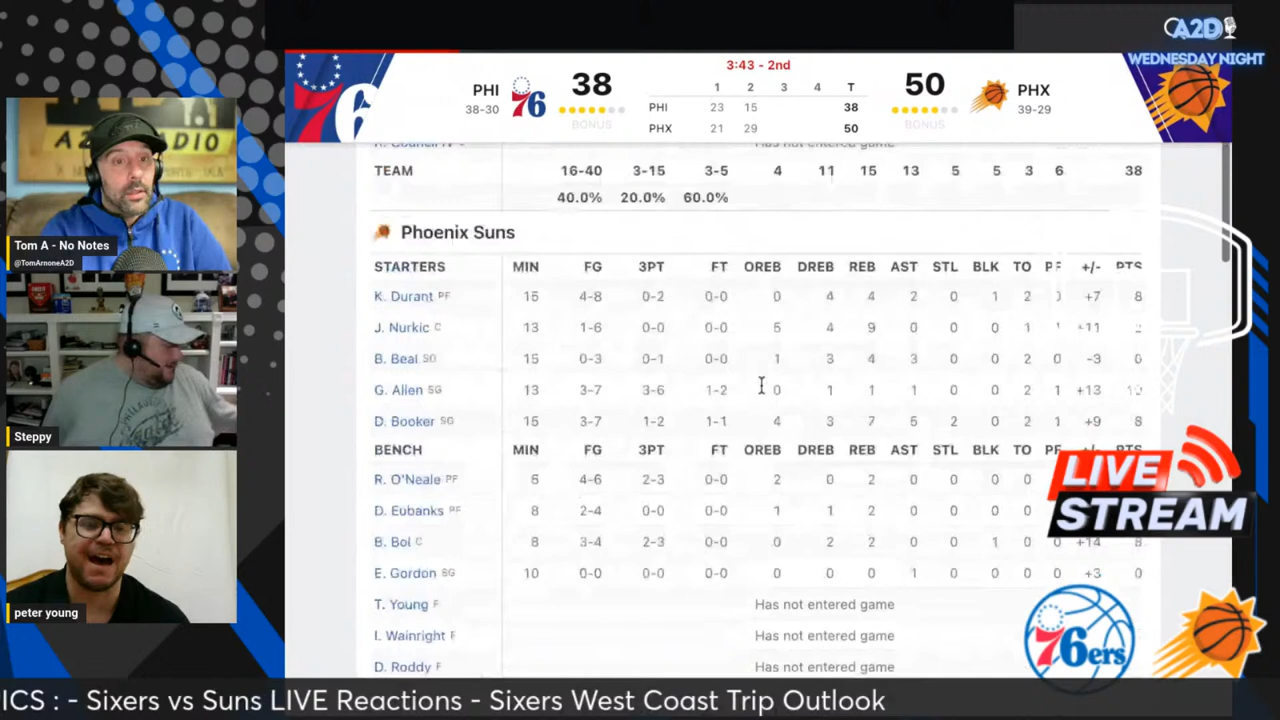 A2D
WEDNESDAY NIGHT
3:43 - 2nd
PHI
38-30
76
38
BONUS
1 2 3 4 T
PHI 23 15 38
PHX 21 29 50
50
BONUS
PHX
39-29
Has not entered game
TEAM 16-40 3-15 3-5 4 11 15 13 5 5 3 6 38
40.0% 20.0% 60.0%
Phoenix Suns
STARTERS MIN FG 3PT FT OREB DREB REB AST STL BLK TO PF +/- PTS
K. Durant PF 15 4-8 0-2 0-0 0 4 4 2 0 1 2 +7 8
J. Nurkic C 13 1-6 0-0 0-0 5 4 9 0 0 0 1 1 +11 2
B. Beal SG 15 0-3 0-1 0-0 1 3 4 3 0 0 2 0 -3 0
G. Allen SG 13 3-7 3-6 1-2 0 1 1 1 0 0 2 1 +13
D. Booker SG 15 3-7 1-2 1-1 4 3 7 5 2 0 2 1 +9 8
BENCH MIN FG 3PT FT OREB DREB REB AST STL BLK TO PF +/- PTS
R. O'Neale PF 6 4-6 2-3 0-0 2 0 2 0 0 0 0
D. Eubanks PF 8 2-4 0-0 0-0 1 1 2 0 0 0 0
B. Bol C 8 3-4 2-3 0-0 0 2 2 0 0 1 0 0 +14 8
E. Gordon SG 10 0-0 0-0 0-0 0 0 0 1 0 0 0 0 +3 0
T. Young F Has not entered game
I. Wainright F Has not entered game
D. Roddy F Has not entered game
Tom A - No Notes
@TomArnoneA2D
Steppy
peter young
LIVE
STREAM
76ers
ICS : - Sixers vs Suns LIVE Reactions - Sixers West Coast Trip Outlook